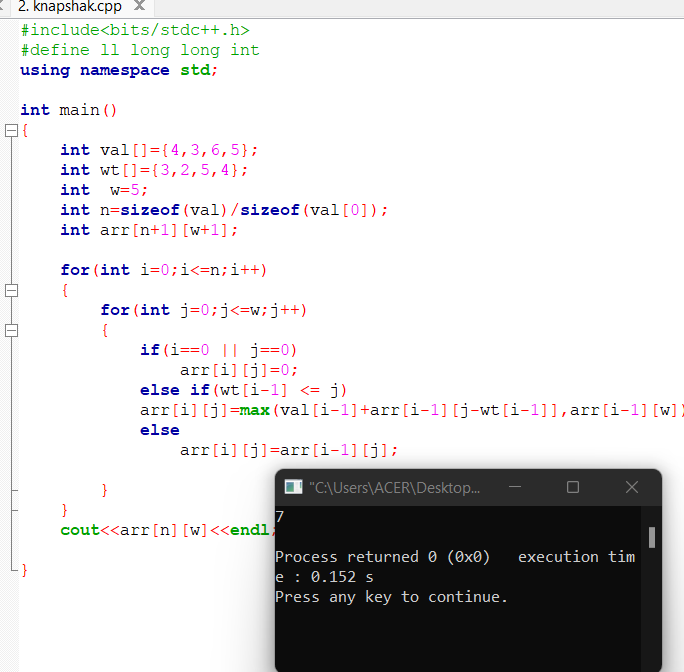 2. knapshak.cpp
#include<bits/stdc++.h>
#define ll long long int
using namespace std;
int main()
{
    int val[]={4,3,6,5};
    int wt[]={3,2,5,4};
    int  w=5;
    int n=sizeof(val)/sizeof(val[0]);
    int arr[n+1][w+1];
    for(int i=0;i<=n;i++)
    {
        for(int j=0;j<=w;j++)
        {
            if(i==0 || j==0)
                arr[i][j]=0;
            else if(wt[i-1] <= j)
            arr[i][j]=max(val[i-1]+arr[i-1][j-wt[i-1]],arr[i-1][w])
            else
                arr[i][j]=arr[i-1][j];
        }
    }
    cout<<arr[n][w]<<endl;
}
"C:\Users\ACER\Desktop...
7
Process returned 0 (0x0)   execution tim
e : 0.152 s
Press any key to continue.